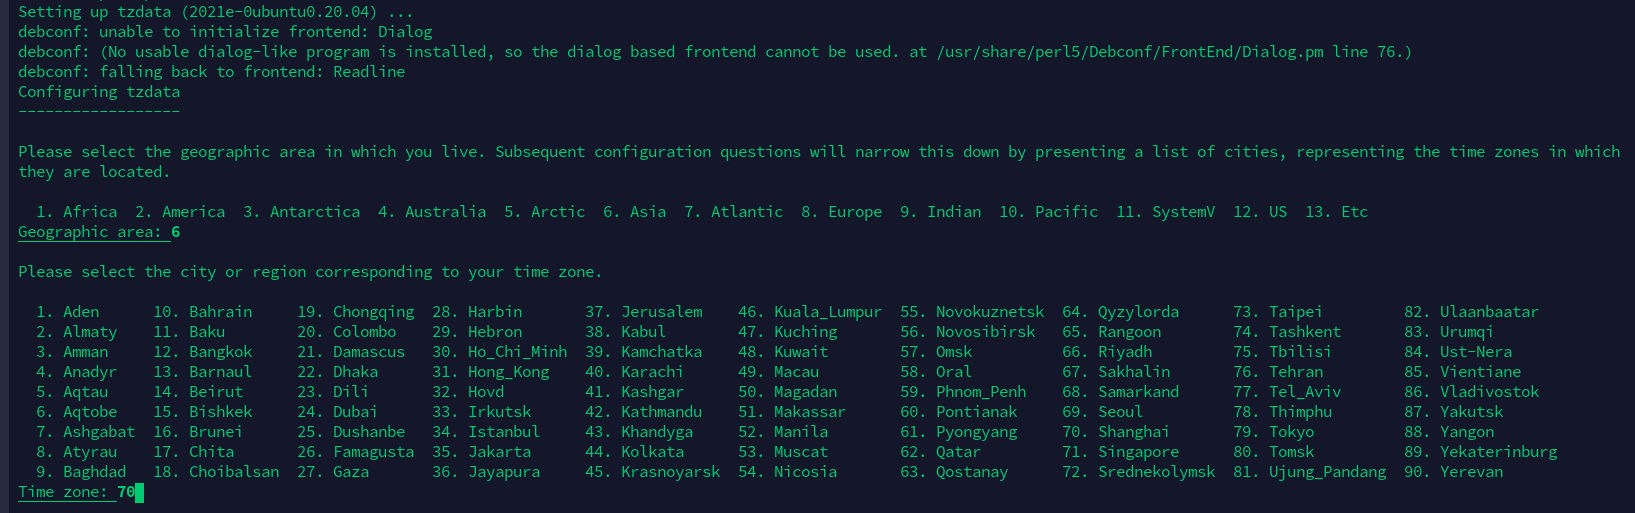 Setting up tzdata (2021e-0ubuntu0.20.04) ...
debconf: unable to initialize frontend: Dialog
debconf: (No usable dialog-like program is installed, so the dialog based frontend cannot be used. at /usr/share/perl5/Debconf/FrontEnd/Dialog.pm line 76.)
debconf: falling back to frontend: Readline
Configuring tzdata
------------------
Please select the geographic area in which you live. Subsequent configuration questions will narrow this down by presenting a list of cities, representing the time zones in which
they are located.
1. Africa 2. America 3. Antarctica 4. Australia 5. Arctic 6. Asia 7. Atlantic 8. Europe 9. Indian 10. Pacific 11. SystemV 12. US 13. Etc
Geographic area: 6
Please select the city or region corresponding to your time zone.
1. Aden 10. Bahrain 19. Chongqing 28. Harbin 37. Jerusalem 46. Kuala_Lumpur 55. Novokuznetsk 64. Qyzylorda 73. Taipei 82. Ulaanbaatar
2. Almaty 11. Baku 20. Colombo 29. Hebron 38. Kabul 47. Kuching 56. Novosibirsk 65. Rangoon 74. Tashkent 83. Urumqi
3. Amman 12. Bangkok 21. Damascus 30. Ho_Chi_Minh 39. Kamchatka 48. Kuwait 57. Omsk 66. Riyadh 75. Tbilisi 84. Ust-Nera
4. Anadyr 13. Barnaul 22. Dhaka 31. Hong_Kong 40. Karachi 49. Macau 58. Oral 67. Sakhalin 76. Tehran 85. Vientiane
5. Aqtau 14. Beirut 23. Dili 32. Hovd 41. Kashgar 50. Magadan 59. Phnom_Penh 68. Samarkand 77. Tel_Aviv 86. Vladivostok
6. Aqtobe 15. Bishkek 24. Dubai 33. Irkutsk 42. Kathmandu 51. Makassar 60. Pontianak 69. Seoul 78. Thimphu 87. Yakutsk
7. Ashgabat 16. Brunei 25. Dushanbe 34. Istanbul 43. Khandyga 52. Manila 61. Pyongyang 70. Shanghai 79. Tokyo 88. Yangon
8. Atyrau 17. Chita 26. Famagusta 35. Jakarta 44. Kolkata 53. Muscat 62. Qatar 71. Singapore 80. Tomsk 89. Yekaterinburg
9. Baghdad 18. Choibalsan 27. Gaza 36. Jayapura 45. Krasnoyarsk 54. Nicosia 63. Qostanay 72. Srednekolymsk 81. Ujung_Pandang 90. Yerevan
Time zone: 70